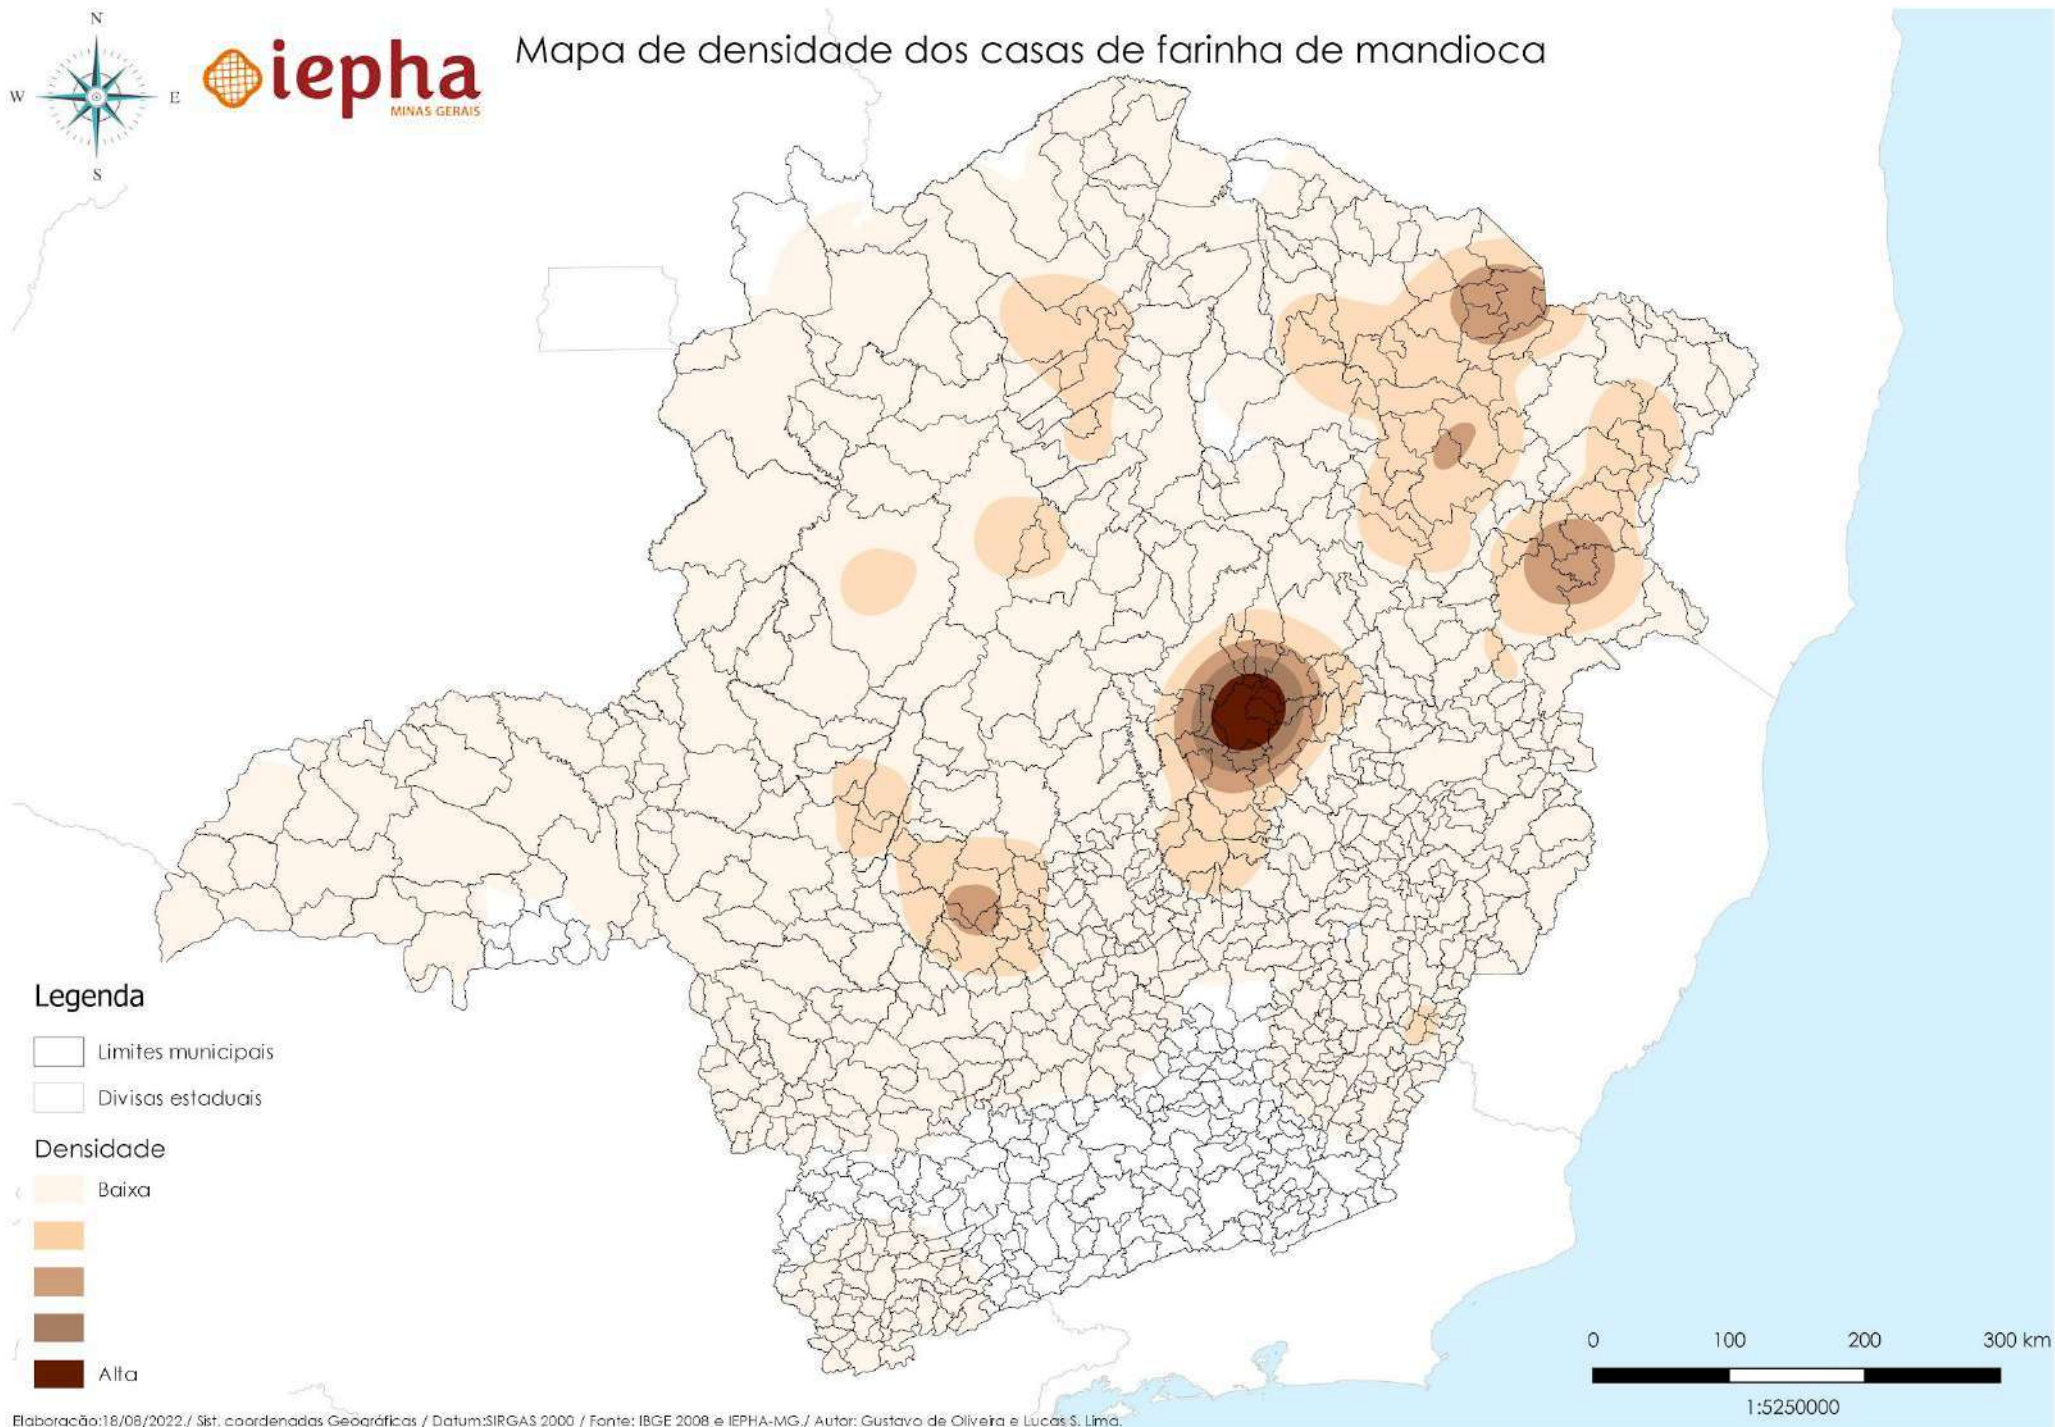 N
W
E
S
iepha
MINAS GERAIS
Mapa de densidade dos casas de farinha de mandioca
Legenda
Limites municipais
Divisas estaduais
Densidade
Baixa
Alta
0 100 200 300 km
1:5250000
Elaboração:18/08/2022./ Sist. coordenadas Geográficas / Datum:SIRGAS 2000 / Fonte: IBGE 2008 e IEPHA-MG./ Autor: Gustavo de Oliveira e Lucas S. Lima.